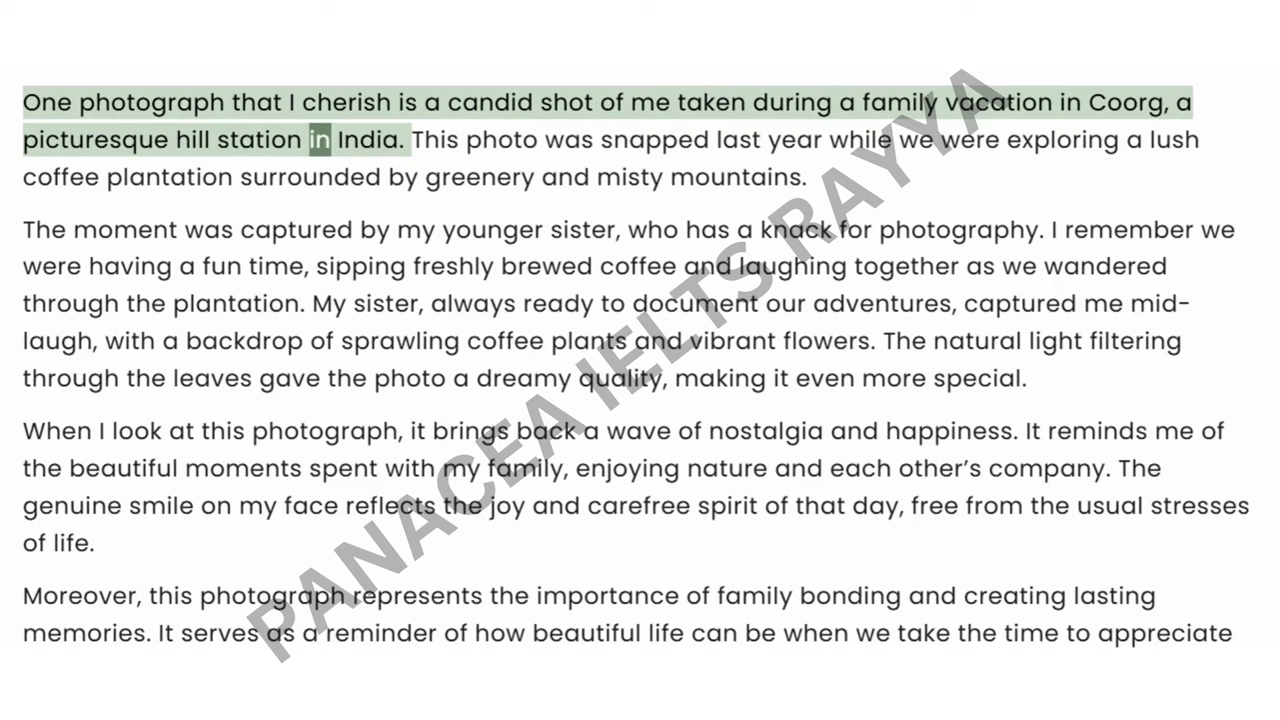 One photograph that I cherish is a candid shot of me taken during a family vacation in Coorg, a
picturesque hill station in India. This photo was snapped last year while we were exploring a lush
coffee plantation surrounded by greenery and misty mountains.
The moment was captured by my younger sister, who has a knack for photography. I remember we
were having a fun time, sipping freshly brewed coffee and laughing together as we wandered
through the plantation. My sister, always ready to document our adventures, captured me mid-
laugh, with a backdrop of sprawling coffee plants and vibrant flowers. The natural light filtering
through the leaves gave the photo a dreamy quality, making it even more special.
When I look at this photograph, it brings back a wave of nostalgia and happiness. It reminds me of
the beautiful moments spent with my family, enjoying nature and each other's company. The
genuine smile on my face reflects the joy and carefree spirit of that day, free from the usual stresses
of life.
Moreover, this photograph represents the importance of family bonding and creating lasting
memories. It serves as a reminder of how beautiful life can be when we take the time to appreciate
PANACEA IELTS RAYYA